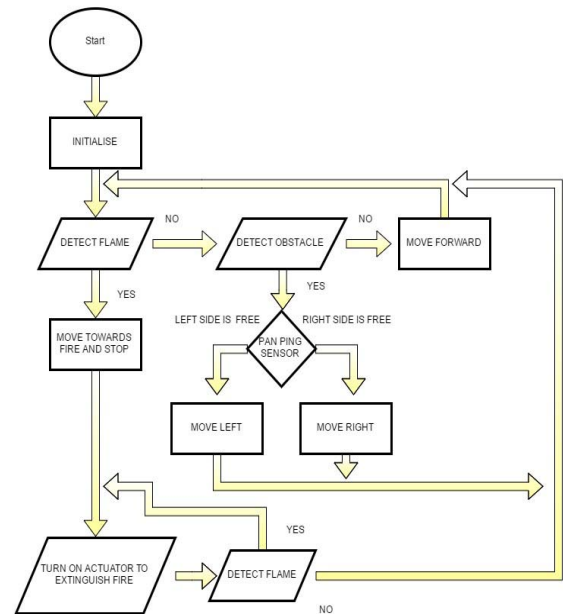 Start
INITIALISE
NO
NO
DETECT FLAME
DETECT OBSTACLE
MOVE FORWARD
YES
YES
LEFT SIDE IS FREE
RIGHT SIDE IS FREE
MOVE TOWARDS
FIRE AND STOP
PAN PING
SENSOR
MOVE LEFT
MOVE RIGHT
YES
TURN ON ACTUATOR TO
EXTINGUISH FIRE
DETECT FLAME
NO